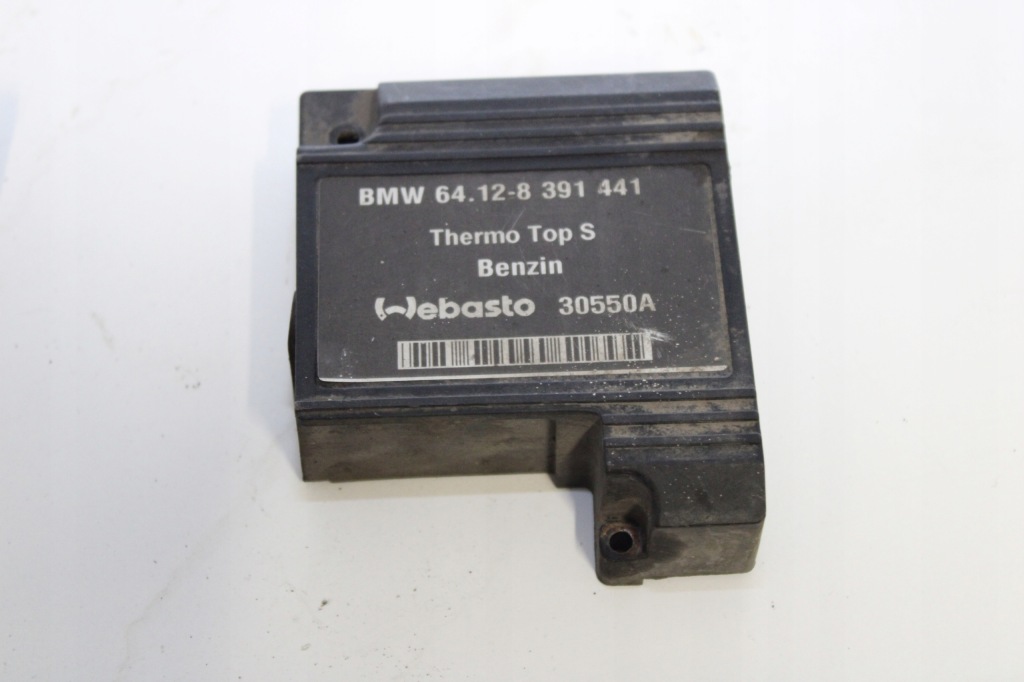 BMW 64.12-8 391 441
Thermo Top S
Benzin
Webasto 30550A